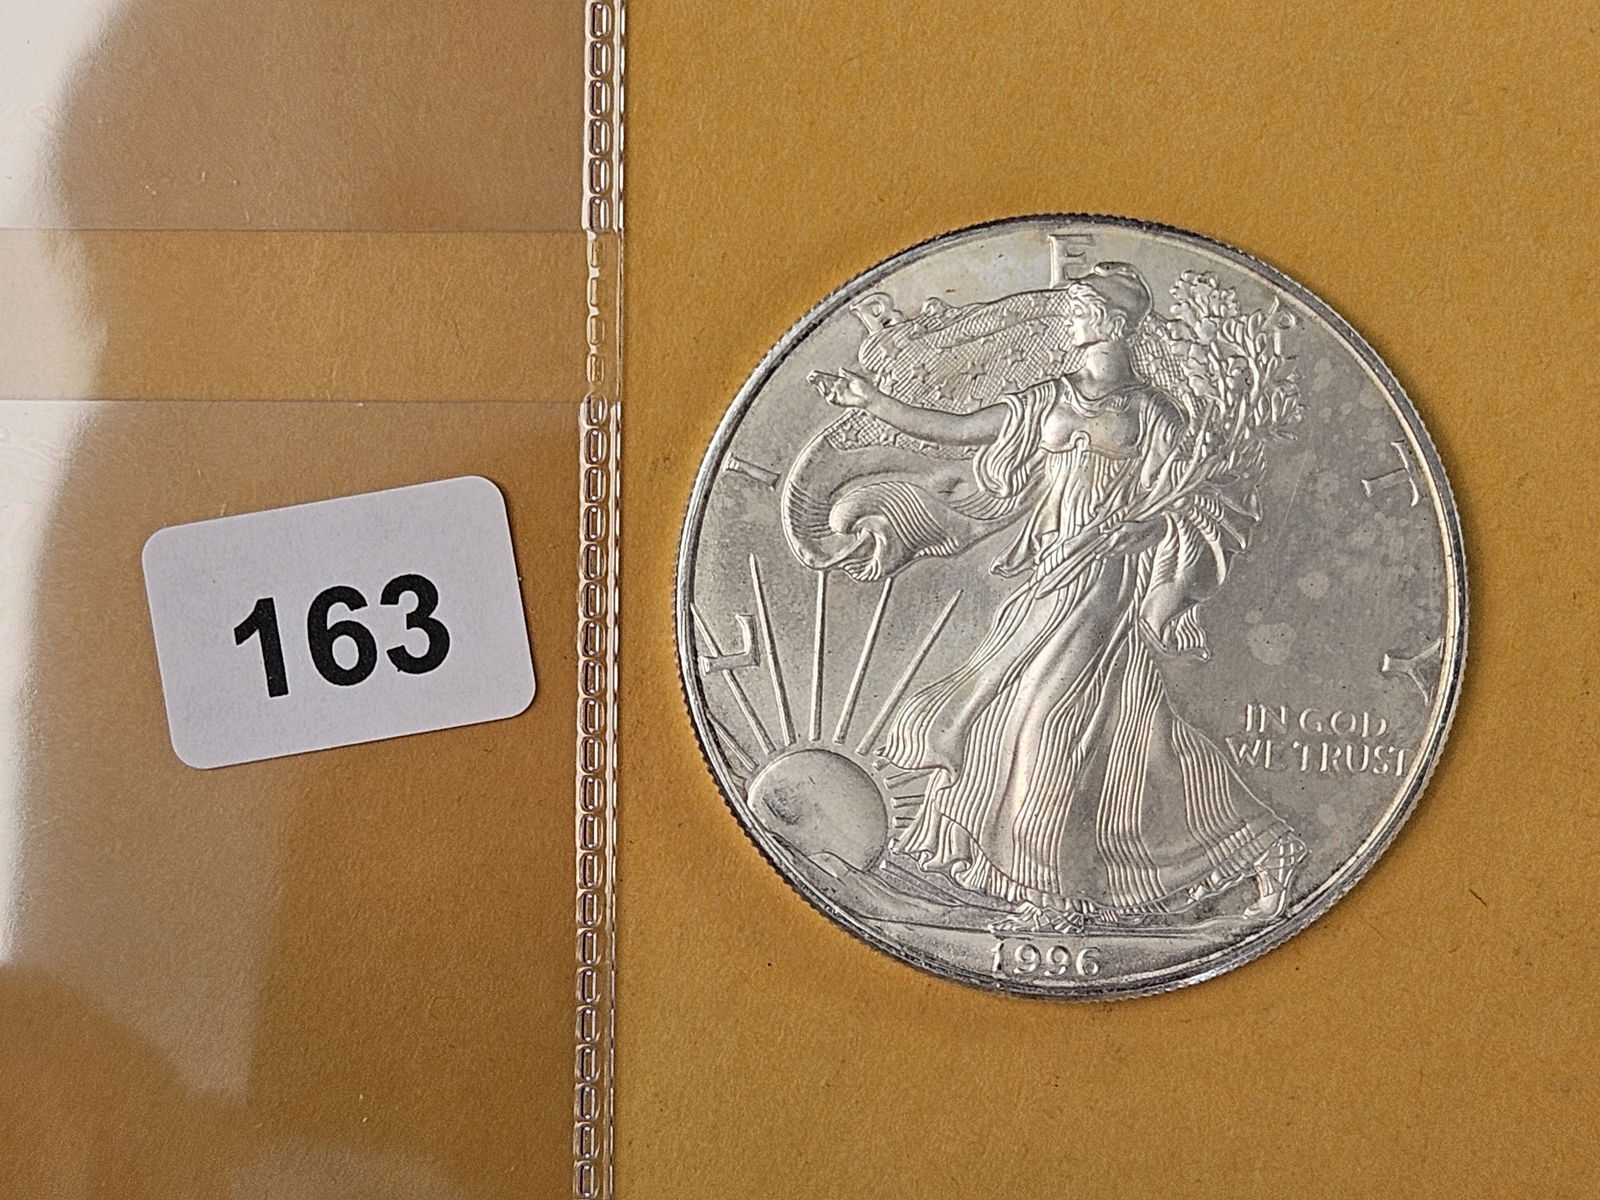 163
LIBERTY
IN GOD
WE TRUST
1996